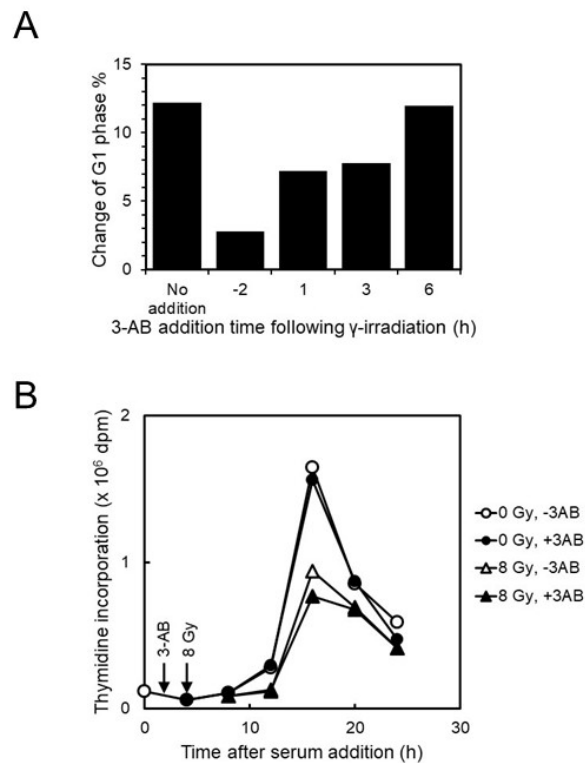 A
15
10
5
0
Change of G1 phase %
No addition
-2
1
3
6
3-AB addition time following γ-irradiation (h)
B
2
1
0
Thymidine incorporation (x 10⁶ dpm)
3-AB
8 Gy
0
10
20
30
Time after serum addition (h)
0 Gy, -3AB
0 Gy, +3AB
8 Gy, -3AB
8 Gy, +3AB